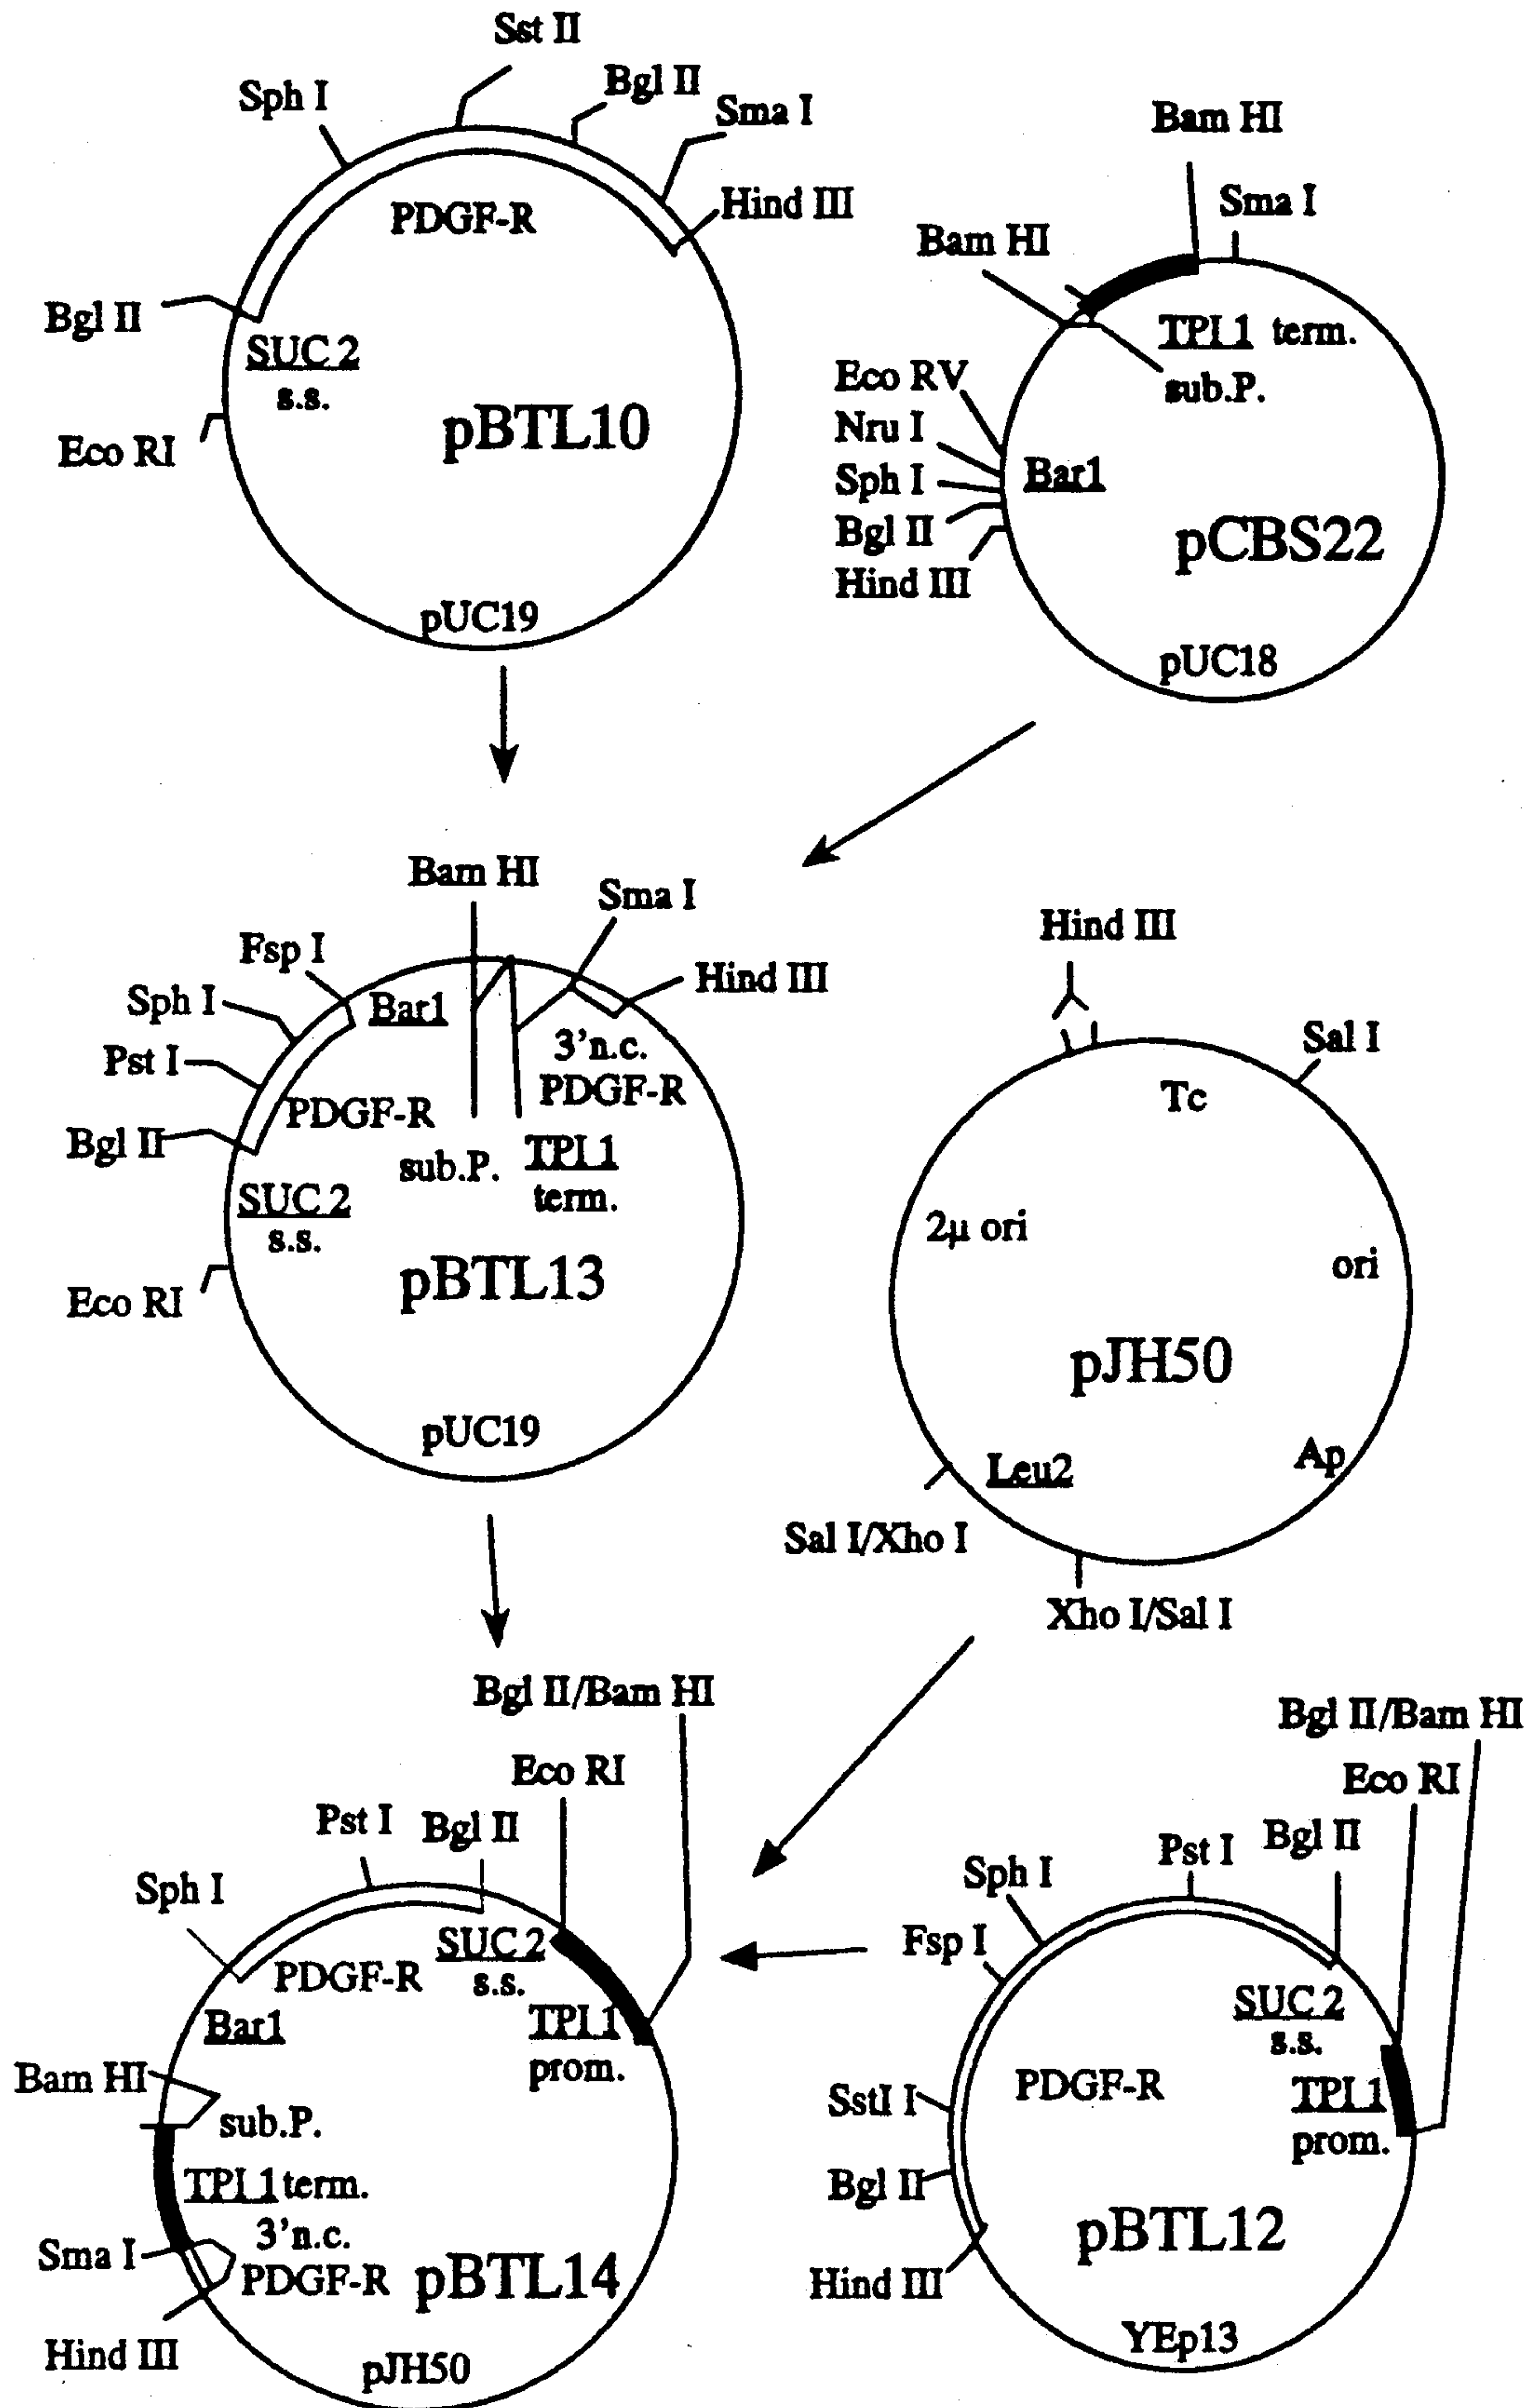 Sst II
Sph I
Bgl II
Sma I
Hind III
PDGF-R
Bgl II
SUC 2
s.s.
Eco RI
pBTL10
pUC19
Bam HI
Sma I
Bam HI
TPI 1 term.
sub.P.
Eco RV
Nru I
Sph I
Bar1
Bgl II
Hind III
pCBS22
pUC18
Bam HI
Sma I
Fsp I
Hind III
Sph I
Bar1
Pst I
3'n.c.
PDGF-R
PDGF-R
Bgl II
sub.P.
TPI 1
term.
SUC 2
s.s.
Eco RI
pBTL13
pUC19
Hind III
Sal I
Tc
2μ ori
ori
pJH50
Leu2
Ap
Sal I/Xho I
Xho I/Sal I
Bgl II/Bam HI
Eco RI
Pst I
Bgl II
Sph I
SUC 2
s.s.
PDGF-R
Bar1
TPI 1
prom.
Bam HI
sub.P.
TPI 1 term.
3'n.c.
Sma I
PDGF-R
pBTL14
Hind III
pJH50
Bgl II/Bam HI
Eco RI
Bgl II
Pst I
Sph I
Fsp I
SUC 2
s.s.
PDGF-R
TPI 1
prom.
SstI I
Bgl II
pBTL12
Hind III
YEp13